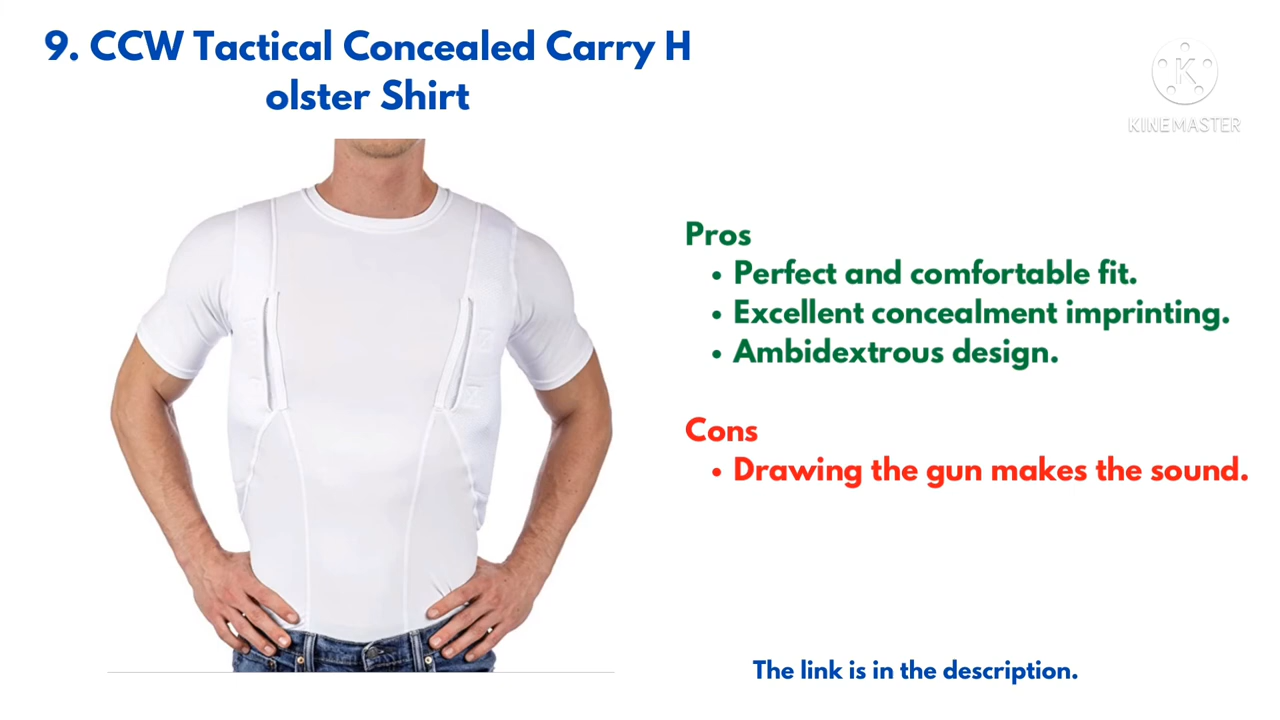 9. CCW Tactical Concealed Carry H
olster Shirt
K
KINEMASTER
Pros
• Perfect and comfortable fit.
• Excellent concealment imprinting.
• Ambidextrous design.
Cons
• Drawing the gun makes the sound.
The link is in the description.